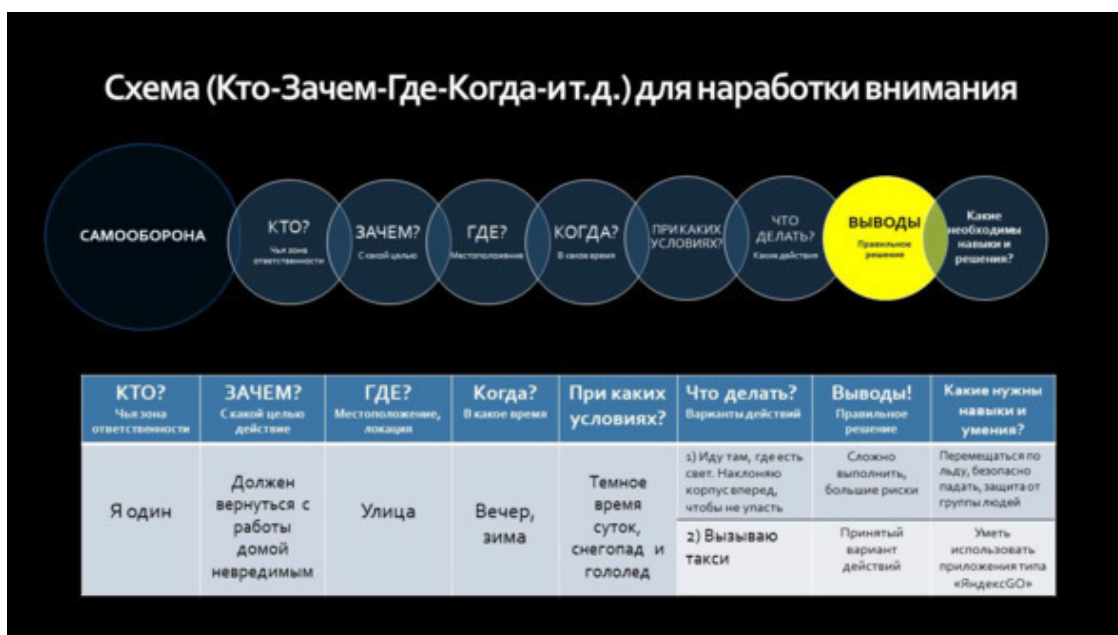 Схема (Кто-Зачем-Где-Когда-и т.д.) для наработки внимания
САМООБОРОНА
КТО?
Чья зона
ответственности
ЗАЧЕМ?
С какой целью
ГДЕ?
Местоположение
КОГДА?
В какое время
ПРИ КАКИХ
УСЛОВИЯХ?
ЧТО
ДЕЛАТЬ?
Какие действия
ВЫВОДЫ
Правильное
решение
Какие
необходимы
навыки и
решения?
КТО?
Чья зона
ответственности
ЗАЧЕМ?
С какой целью
действие
ГДЕ?
Местоположение,
локация
Когда?
В какое время
При каких
условиях?
Что делать?
Варианты действий
Выводы!
Правильное
решение
Какие нужны
навыки и
умения?
Я один
Должен
вернуться с
работы
домой
невредимым
Улица
Вечер,
зима
Темное
время
суток,
снегопад и
гололед
1) Иду там, где есть
свет. Наклоняю
корпус вперед,
чтобы не упасть
Сложно
выполнить,
большие риски
Перемещаться по
льду, безопасно
падать, защита от
группы людей
2) Вызываю
такси
Принятый
вариант
действий
Уметь
использовать
приложения типа
«ЯндексGO»